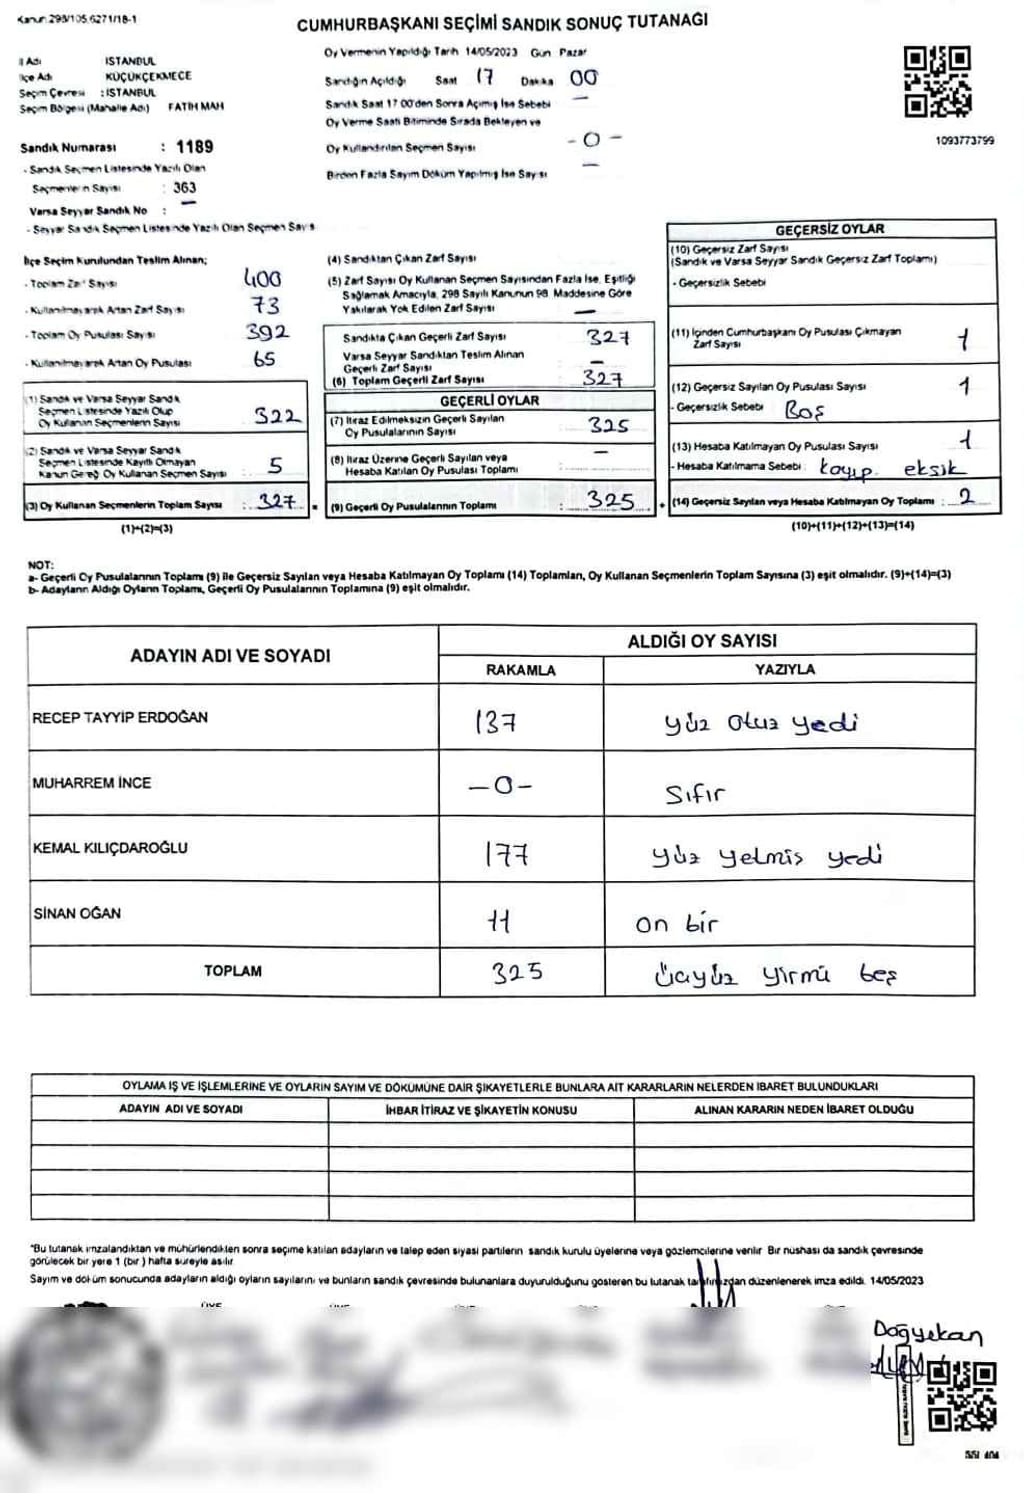 Kanun 298/105,6271/18-1
CUMHURBAŞKANI SEÇİMİ SANDIK SONUÇ TUTANAĞI
İl Adı İSTANBUL
İlçe Adı KÜÇÜKÇEKMECE
Seçim Çevresi : İSTANBUL
Seçim Bölgesi (Mahalle Adı) FATİH MAH
Sandık Numarası : 1189
- Sandık Seçmen Listesinde Yazılı Olan
Seçmenlerin Sayısı : 363
Varsa Seyyar Sandık No : —
- Seyyar Sandık Seçmen Listesinde Yazılı Olan Seçmen Sayıs
Oy Vermenin Yapıldığı Tarih 14/05/2023 Gün Pazar
Sandığın Açıldığı Saat 17 Dakika 00
Sandık Saat 17 00'den Sonra Açımış İse Sebebi —
Oy Verme Saati Bitiminde Sırada Bekleyen ve
Oy Kullandırılan Seçmen Sayısı - 0 -
Birden Fazla Sayım Döküm Yapılmış İse Sayısı —
1093773799
İlçe Seçim Kurulundan Teslim Alınan;
- Toplam Zarf Sayısı 400
- Kullanılmayarak Artan Zarf Sayısı 73
- Toplam Oy Pusulası Sayısı 392
- Kullanılmayarak Artan Oy Pusulası 65
(1) Sandık ve Varsa Seyyar Sandık
Seçmen Listesinde Yazılı Olup
Oy Kullanan Seçmenlerin Sayısı 322
(2) Sandık ve Varsa Seyyar Sandık
Seçmen Listesinde Kayıtlı Olmayan
Kanun Gereği Oy Kullanan Seçmen Sayısı 5
(3) Oy Kullanan Seçmenlerin Toplam Sayısı : 327 =
(1)+(2)=(3)
(4) Sandıktan Çıkan Zarf Sayısı
(5) Zarf Sayısı Oy Kullanan Seçmen Sayısından Fazla İse, Eşitliği
Sağlamak Amacıyla, 298 Sayılı Kanunun 98. Maddesine Göre
Yakılarak Yok Edilen Zarf Sayısı —
Sandıkta Çıkan Geçerli Zarf Sayısı 327
Varsa Seyyar Sandıktan Teslim Alınan
Geçerli Zarf Sayısı —
(6) Toplam Geçerli Zarf Sayısı 327
GEÇERLİ OYLAR
(7) İtiraz Edilmeksizin Geçerli Sayılan
Oy Pusulalarının Sayısı 325
(8) İtiraz Üzerine Geçerli Sayılan veya
Hesaba Katılan Oy Pusulası Toplamı —
(9) Geçerli Oy Pusulalarının Toplamı : 325 +
GEÇERSİZ OYLAR
(10) Geçersiz Zarf Sayısı
(Sandık ve Varsa Seyyar Sandık Geçersiz Zarf Toplamı)
- Geçersizlik Sebebi
(11) İçinden Cumhurbaşkanı Oy Pusulası Çıkmayan
Zarf Sayısı 1
(12) Geçersiz Sayılan Oy Pusulası Sayısı 1
- Geçersizlik Sebebi Boş
(13) Hesaba Katılmayan Oy Pusulası Sayısı 1
- Hesaba Katılmama Sebebi : kayıp. eksik
(14) Geçersiz Sayılan veya Hesaba Katılmayan Oy Toplamı : 2
(10)+(11)+(12)+(13)=(14)
NOT:
a- Geçerli Oy Pusulalarının Toplamı (9) ile Geçersiz Sayılan veya Hesaba Katılmayan Oy Toplamı (14) Toplamları, Oy Kullanan Seçmenlerin Toplam Sayısına (3) eşit olmalıdır. (9)+(14)=(3)
b- Adayların Aldığı Oyların Toplamı, Geçerli Oy Pusulalarının Toplamına (9) eşit olmalıdır.
ADAYIN ADI VE SOYADI
ALDIĞI OY SAYISI
RAKAMLA YAZIYLA
RECEP TAYYİP ERDOĞAN 137 yüz otuz yedi
MUHARREM İNCE -0- Sıfır
KEMAL KILIÇDAROĞLU 177 yüz yetmiş yedi
SİNAN OĞAN 11 on bir
TOPLAM 325 üçyüz yirmi beş
OYLAMA İŞ VE İŞLEMLERİNE VE OYLARIN SAYIM VE DÖKÜMÜNE DAİR ŞİKAYETLERLE BUNLARA AİT KARARLARIN NELERDEN İBARET BULUNDUKLARI
ADAYIN ADI VE SOYADI İHBAR İTİRAZ VE ŞİKAYETİN KONUSU ALINAN KARARIN NEDEN İBARET OLDUĞU
*Bu tutanak imzalandıktan ve mühürlendikten sonra seçime katılan adayların ve talep eden siyasi partilerin sandık kurulu üyelerine veya gözlemcilerine verilir Bir nüshası da sandık çevresinde
görülecek bir yere 1 (bir ) hafta süreyle asılır
Sayım ve döküm sonucunda adayların aldığı oyların sayılarını ve bunların sandık çevresinde bulunanlara duyurulduğunu gösteren bu tutanak tarafımızdan düzenlenerek imza edildi. 14/05/2023
Doğyekan